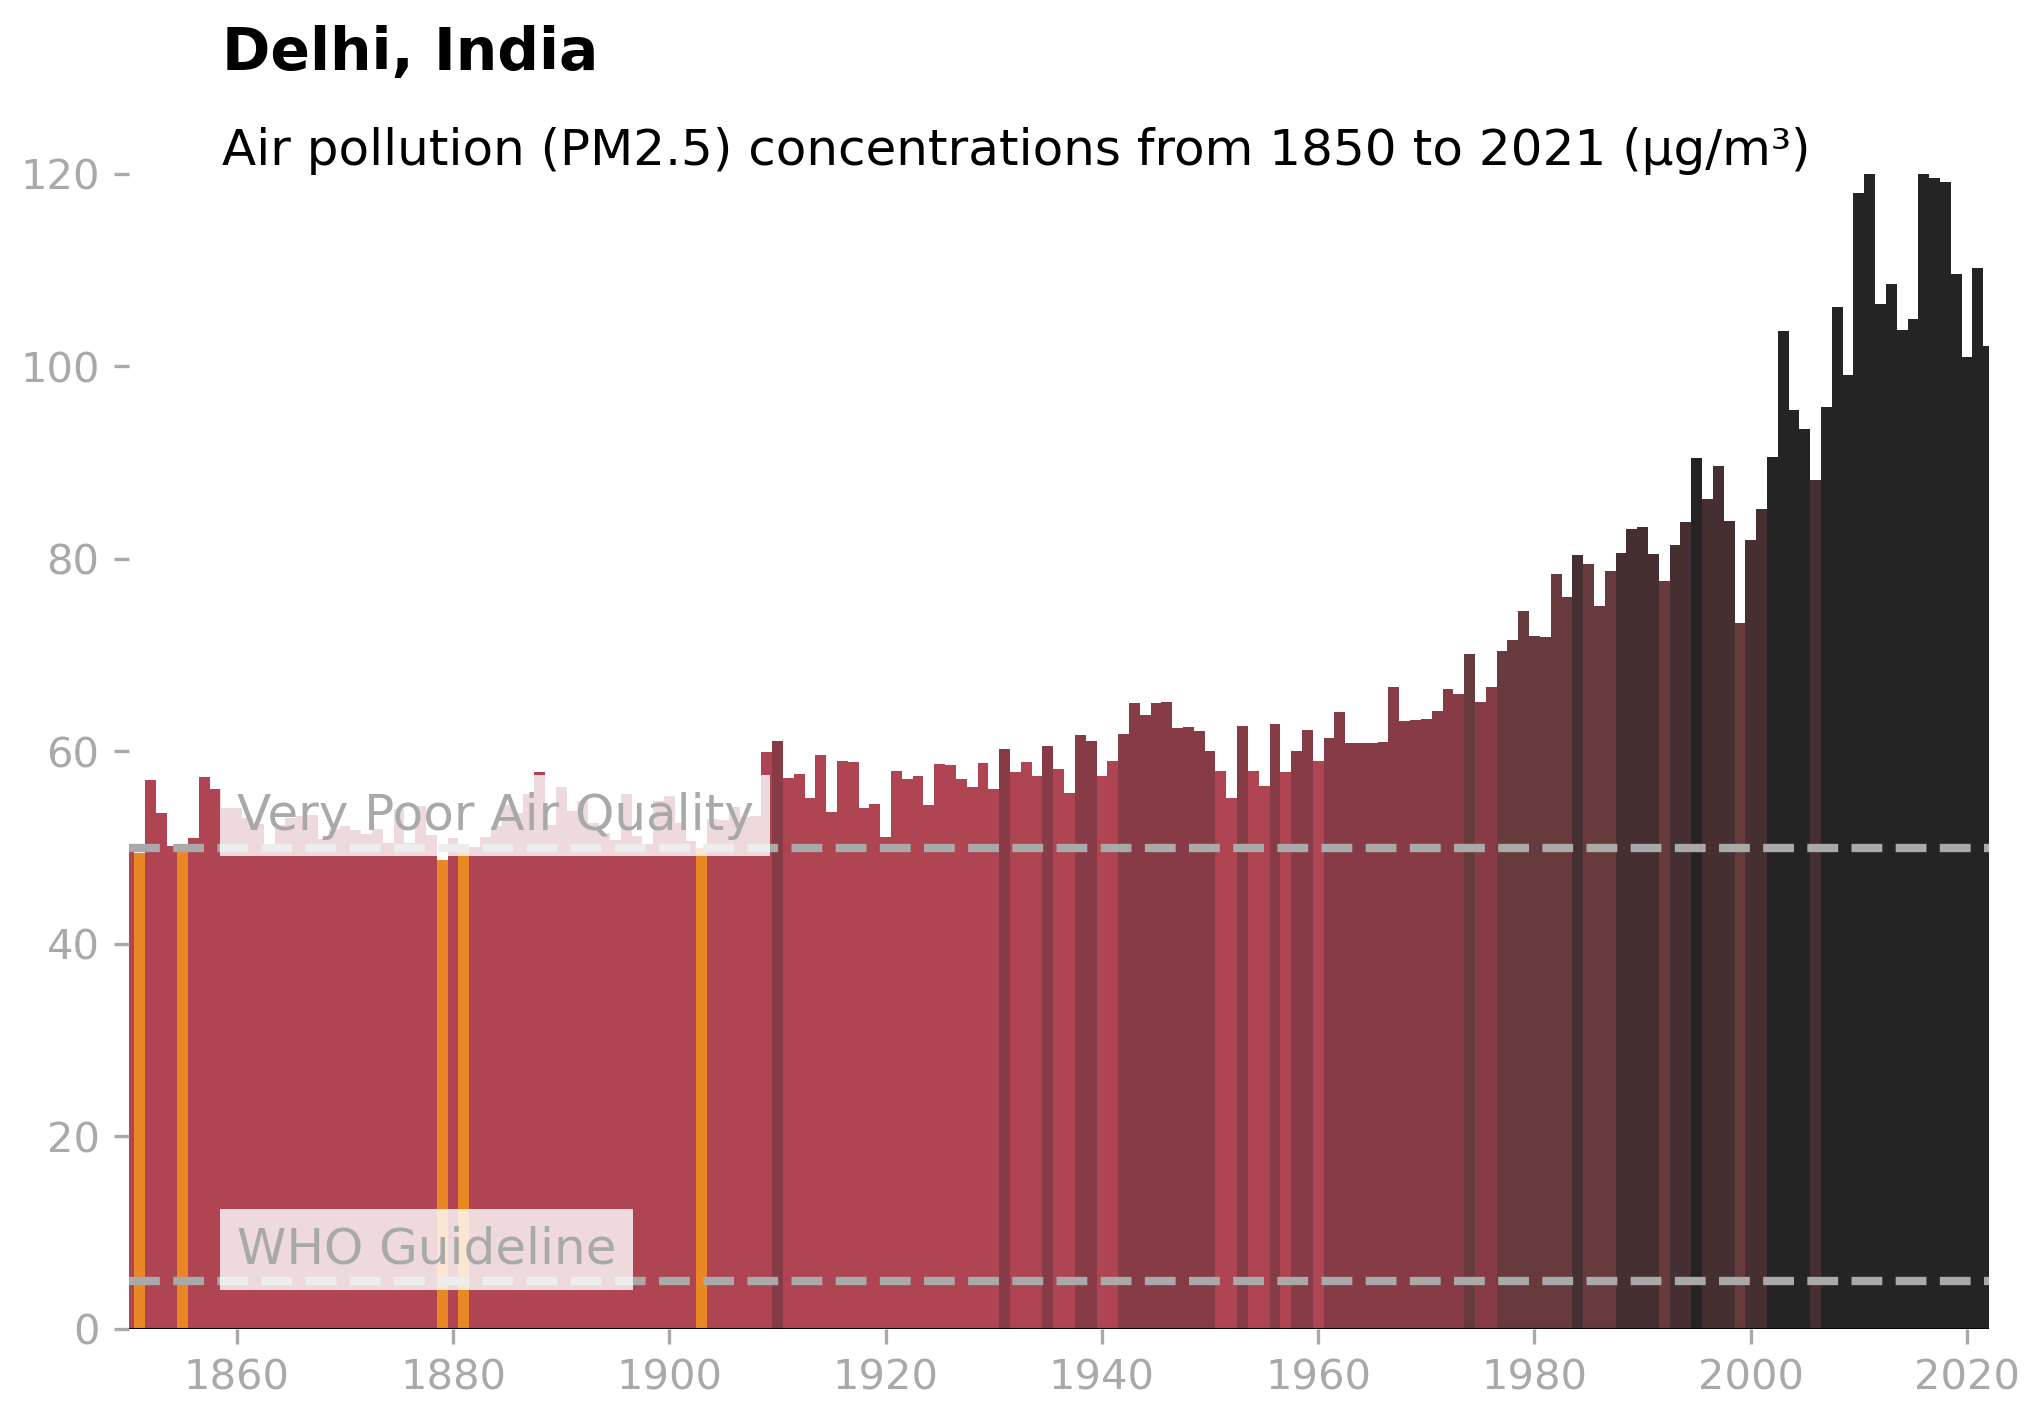 Delhi, India
Air pollution (PM2.5) concentrations from 1850 to 2021 (µg/m³)
120
100
80
60
Very Poor Air Quality
40
20
WHO Guideline
0
1860 1880 1900 1920 1940 1960 1980 2000 2020